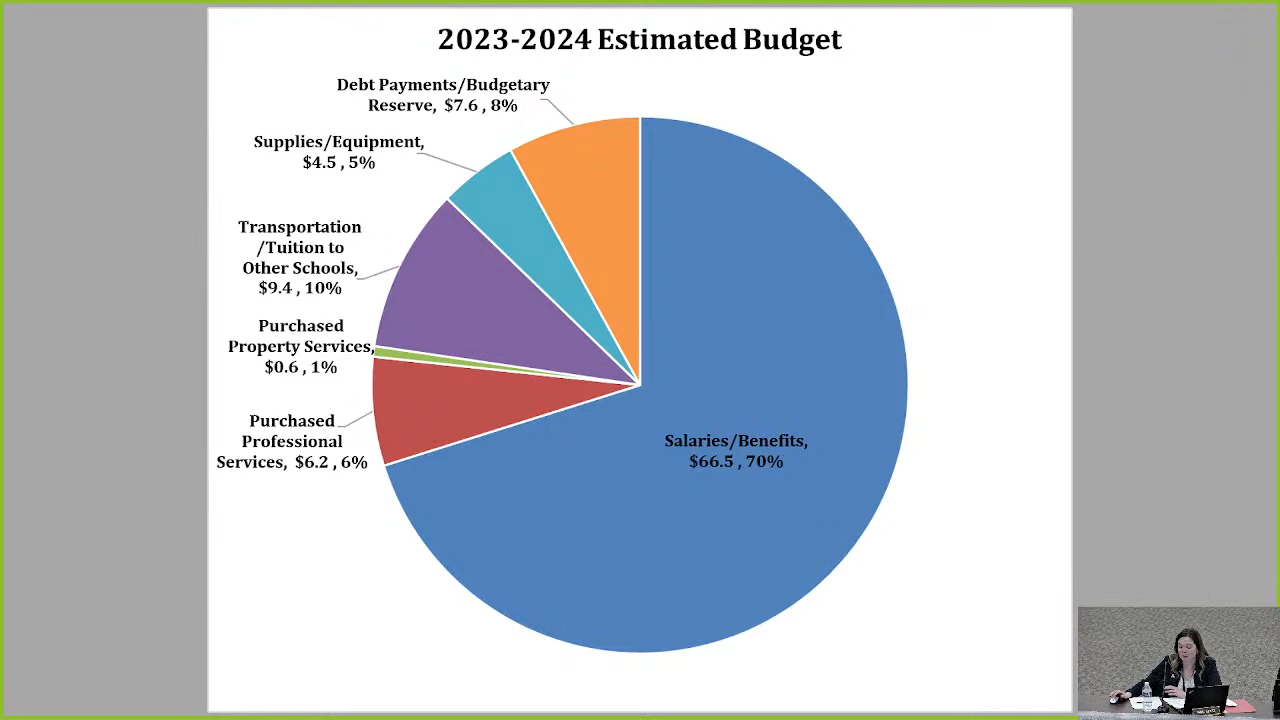 2023-2024 Estimated Budget
Debt Payments/Budgetary
Reserve, $7.6 , 8%
Supplies/Equipment,
$4.5 , 5%
Transportation
/Tuition to
Other Schools,
$9.4 , 10%
Purchased
Property Services,
$0.6 , 1%
Purchased
Professional
Services, $6.2 , 6%
Salaries/Benefits,
$66.5 , 70%